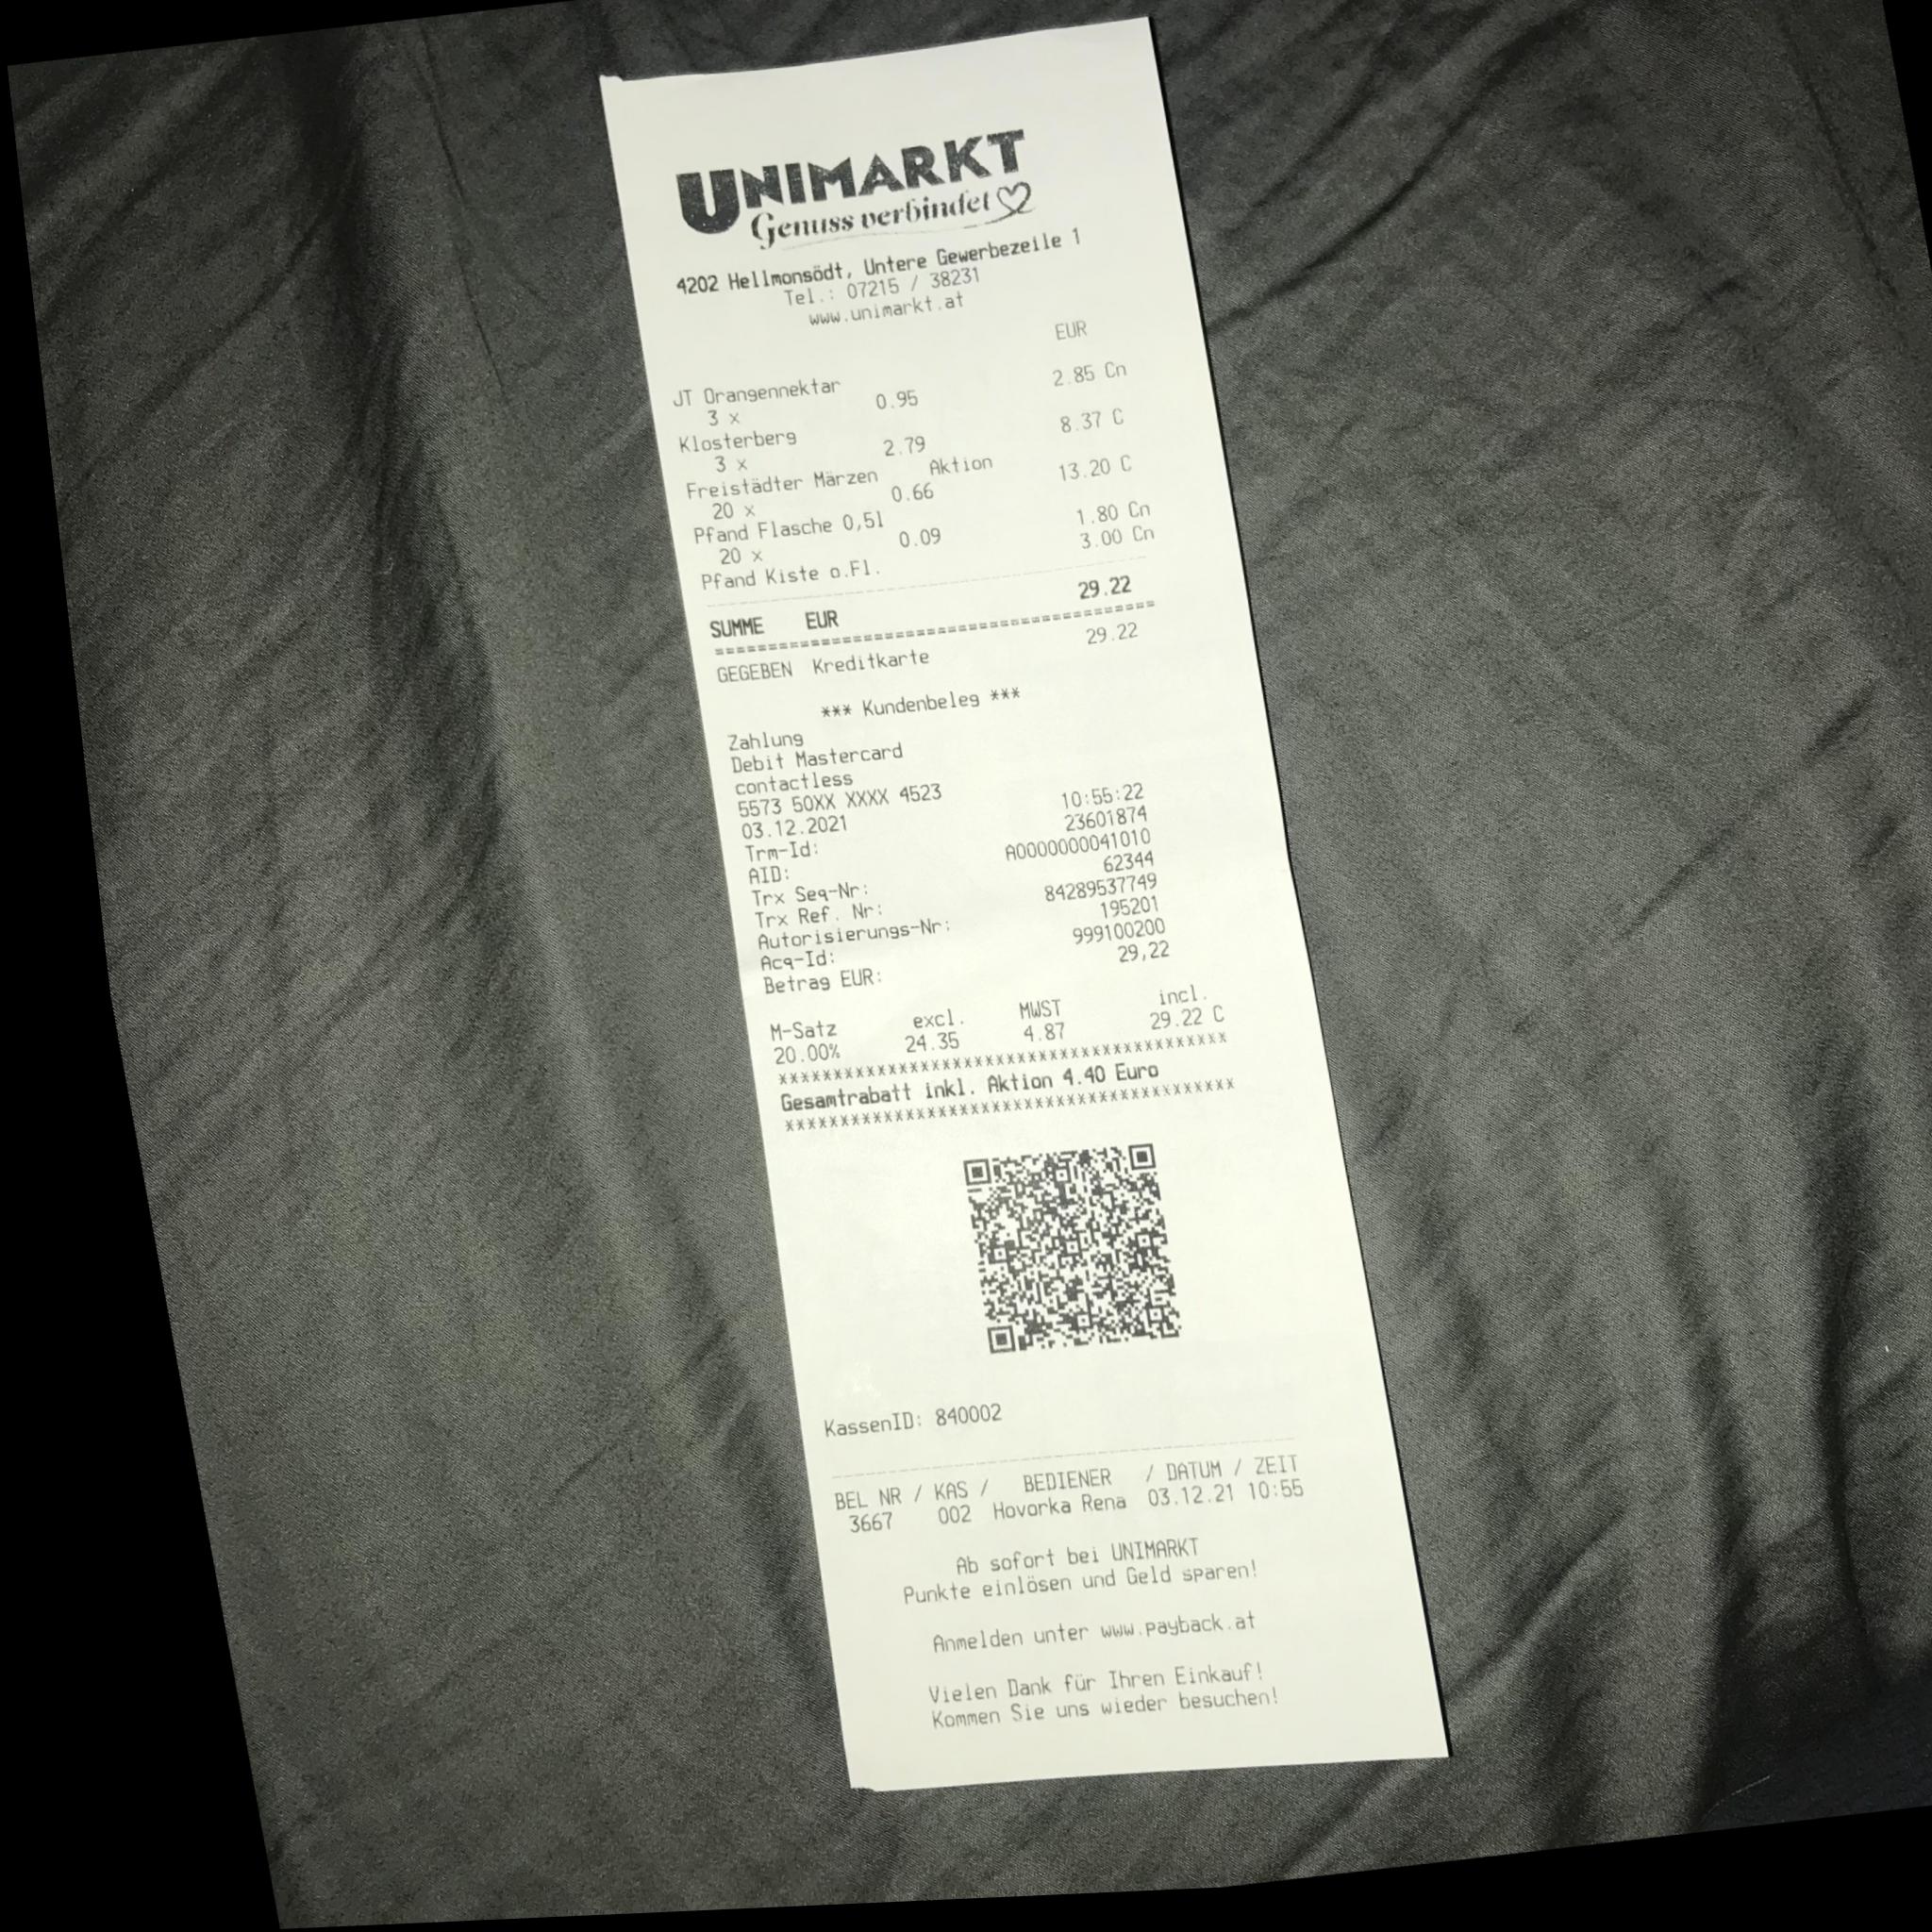 UNIMARKT
Genuss verbindet
4202 Hellmonsödt, Untere Gewerbezeile 1
Tel.: 07215 / 38231
www.unimarkt.at
EUR
JT Orangennektar 2.85 Cn
3 x 0.95
Klosterberg 8.37 C
3 x 2.79
Freistädter Märzen Aktion 13.20 C
20 x 0.66
Pfand Flasche 0,5l 1.80 Cn
20 x 0.09
Pfand Kiste o.Fl. 3.00 Cn
SUMME EUR 29.22
========================================
GEGEBEN Kreditkarte 29.22
*** Kundenbeleg ***
Zahlung
Debit Mastercard
contactless
5573 50XX XXXX 4523
03.12.2021 10:55:22
Trm-Id: 23601874
AID: A0000000041010
Trx Seq-Nr: 62344
Trx Ref. Nr: 84289537749
Autorisierungs-Nr: 195201
Acq-Id: 999100200
Betrag EUR: 29,22
M-Satz excl. MWST incl.
20.00% 24.35 4.87 29.22 C
xxxxxxxxxxxxxxxxxxxxxxxxxxxxxxxxxxxxxxxxxx
Gesamtrabatt inkl. Aktion 4.40 Euro
xxxxxxxxxxxxxxxxxxxxxxxxxxxxxxxxxxxxxxxxxx
KassenID: 840002
BEL NR / KAS / BEDIENER / DATUM / ZEIT
3667 002 Hovorka Rena 03.12.21 10:55
Ab sofort bei UNIMARKT
Punkte einlösen und Geld sparen!
Anmelden unter www.payback.at
Vielen Dank für Ihren Einkauf!
Kommen Sie uns wieder besuchen!